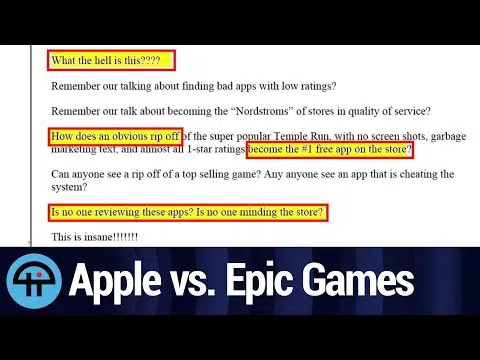 What the hell is this????
Remember our talking about finding bad apps with low ratings?
Remember our talk about becoming the “Nordstroms” of stores in quality of service?
How does an obvious rip off of the super popular Temple Run, with no screen shots, garbage
marketing text, and almost all 1-star ratings become the #1 free app on the store?
Can anyone see a rip off of a top selling game? Any anyone see an app that is cheating the
system?
Is no one reviewing these apps? Is no one minding the store?
This is insane!!!!!!!
Apple vs. Epic Games